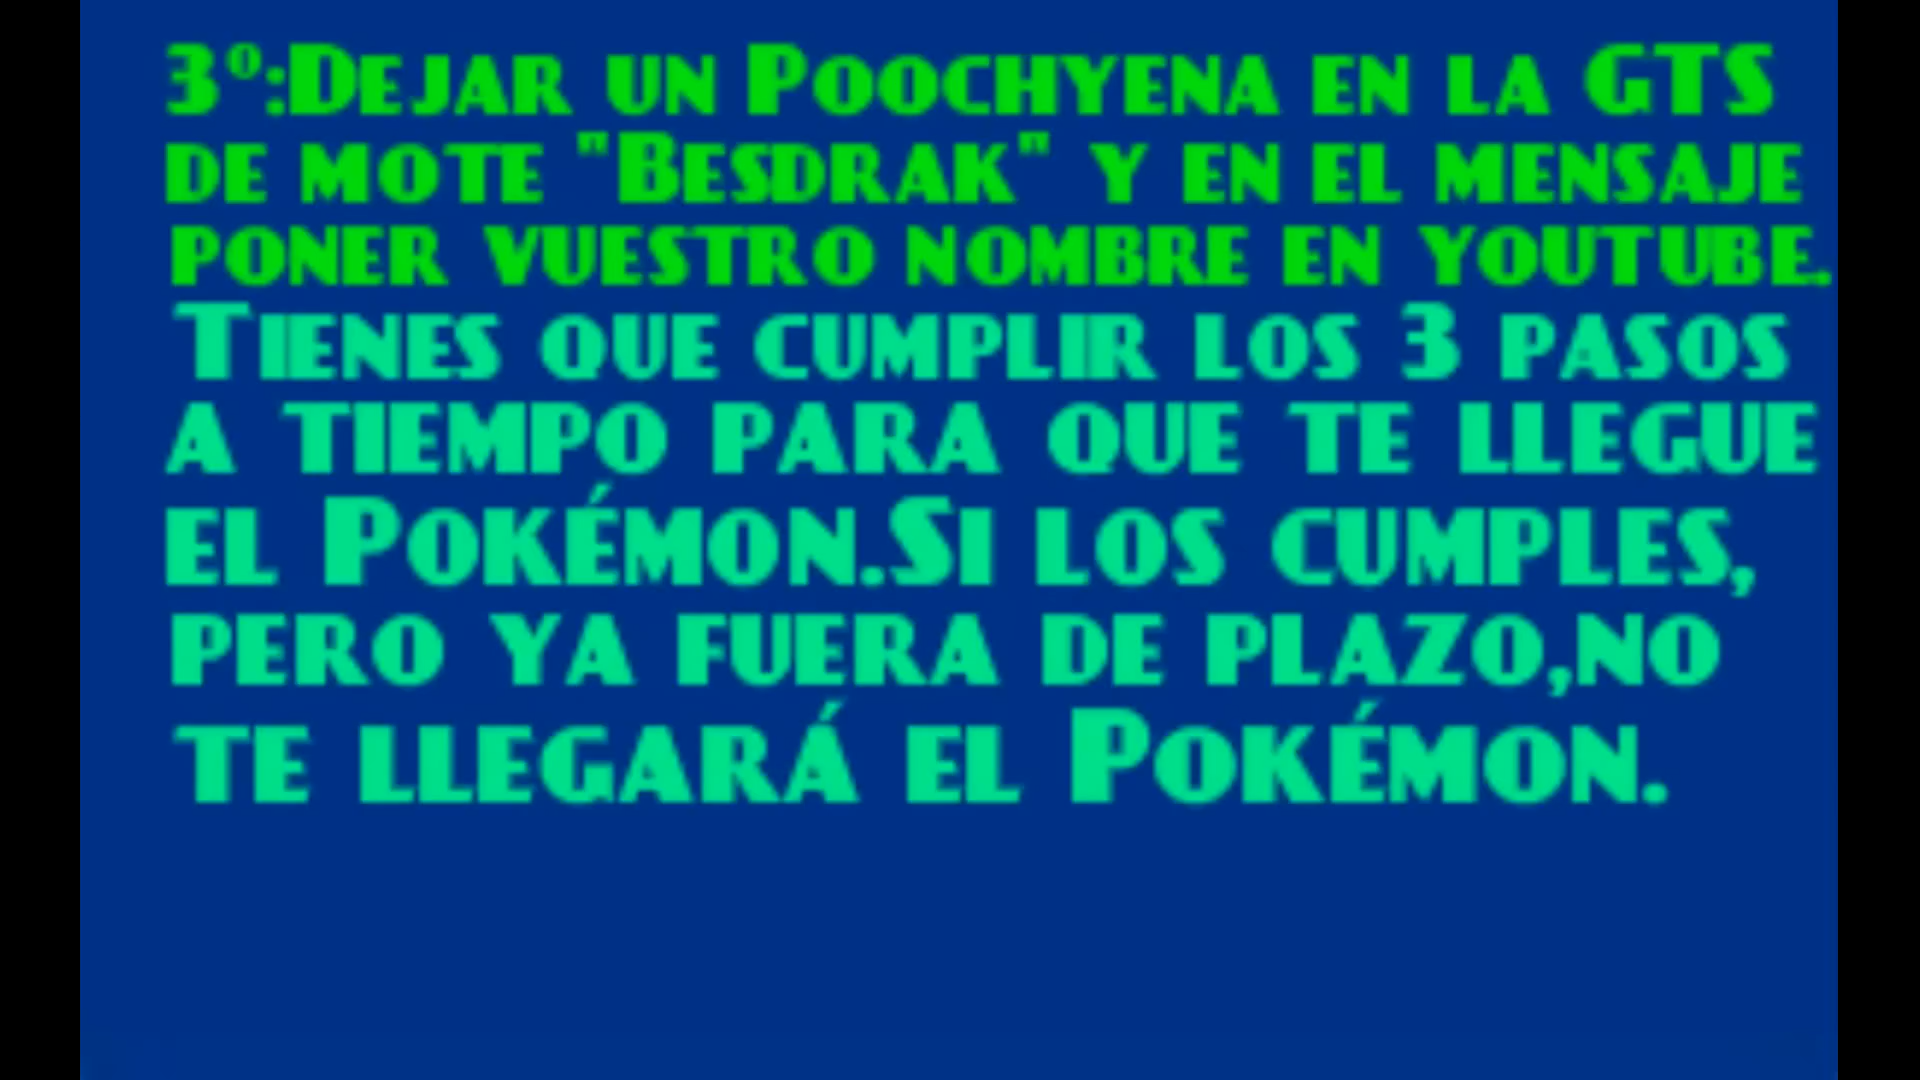 3º:Dejar un Poochyena en la GTS
de mote "Besdrak" y en el mensaje
poner vuestro nombre en youtube.
Tienes que cumplir los 3 pasos
a tiempo para que te llegue
el Pokémon.Si los cumples,
pero ya fuera de plazo,no
te llegará el Pokémon.